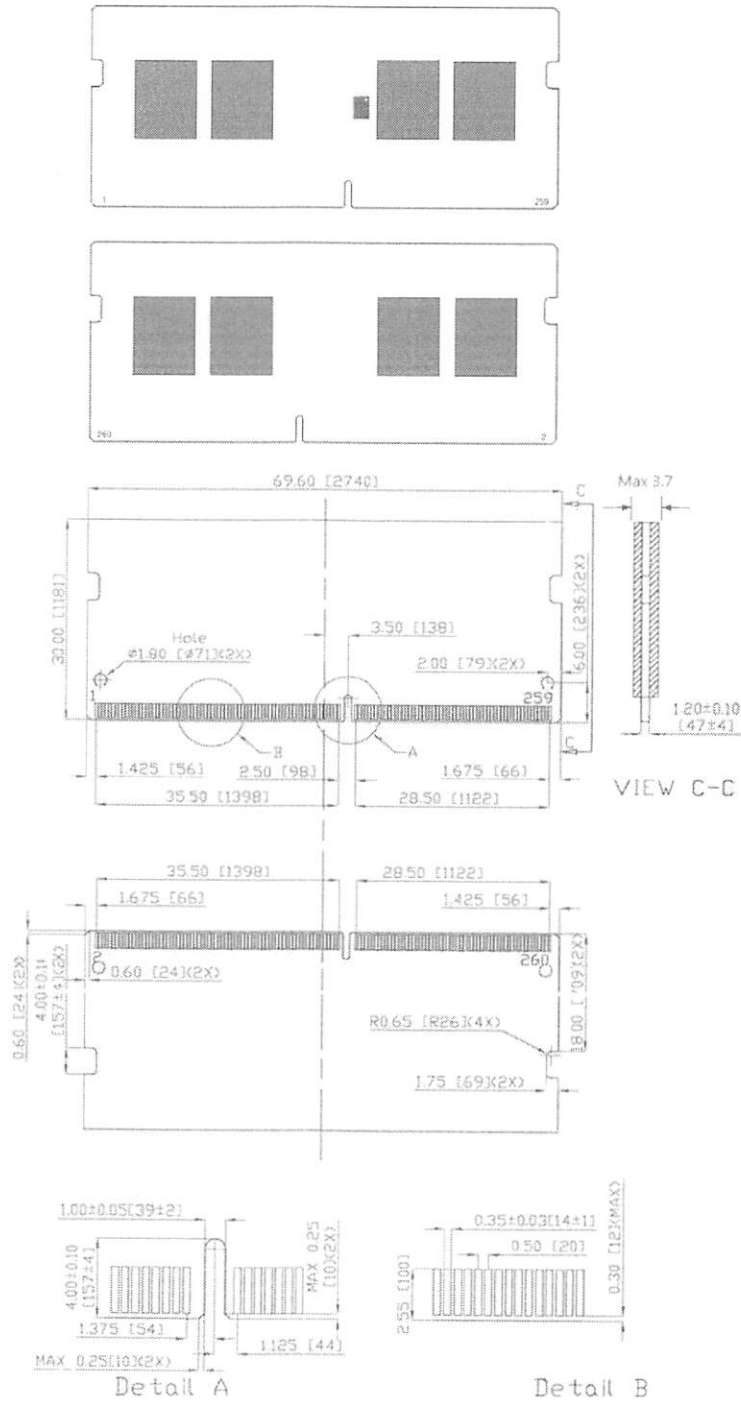 1
259
260
2
69.60 [2740]
C
Max 3.7
30.00 [1181]
6.00 [236](2X)
3.50 [138]
Hole
ø1.80 [ø71](2X)
2.00 [79](2X)
1
259
B
A
C
1.20±0.10
[47±4]
1.425 [56]
2.50 [98]
1.675 [66]
35.50 [1398]
28.50 [1122]
VIEW C-C
35.50 [1398]
28.50 [1122]
1.675 [66]
1.425 [56]
2
260
0.60 [24](2X)
0.60 [24](2X)
[157±4](2X)
R0.65 [R26](4X)
1.75 [69](2X)
1.00±0.05[39±2]
4.00±0.10
[157±4]
MAX 0.25
[10](2X)
1.375 [54]
1.125 [44]
MAX 0.25[10](2X)
Detail A
0.35±0.03[14±1]
0.50 [20]
2.55 [100]
0.30 [12](MAX)
Detail B